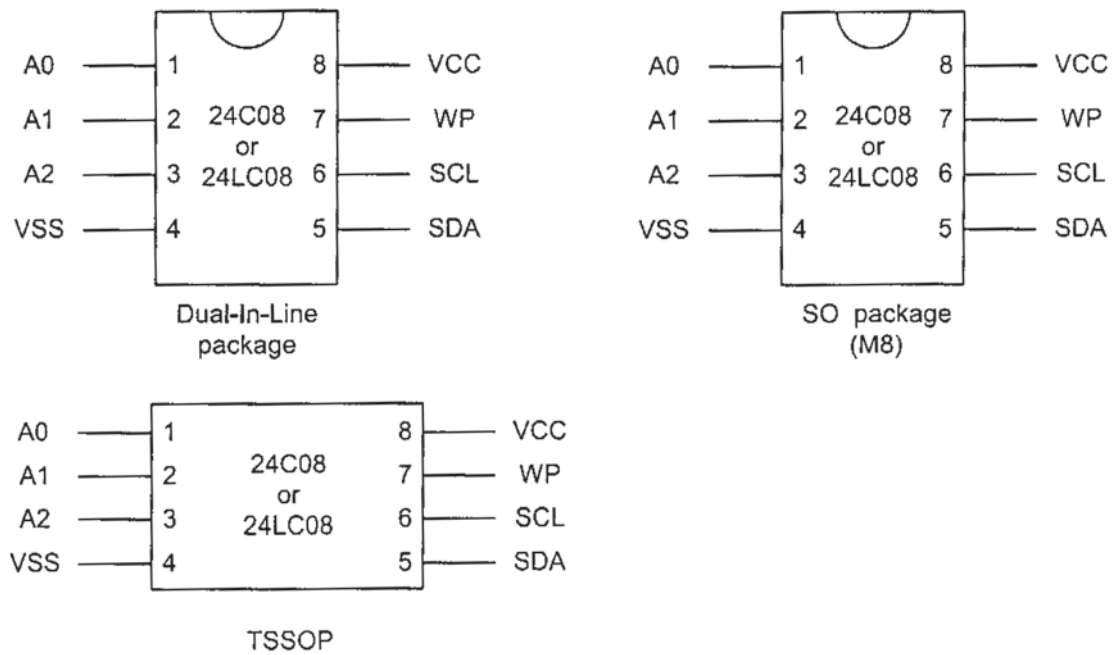 A0 1 8 VCC
A1 2 24C08 7 WP
or
A2 3 24LC08 6 SCL
VSS 4 5 SDA
Dual-In-Line
package
A0 1 8 VCC
A1 2 24C08 7 WP
or
A2 3 24LC08 6 SCL
VSS 4 5 SDA
SO package
(M8)
A0 1 8 VCC
24C08
A1 2 7 WP
or
A2 3 6 SCL
24LC08
VSS 4 5 SDA
TSSOP